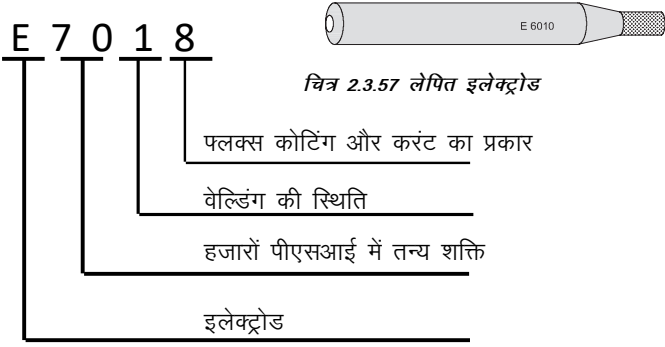 E 7 0 1 8
E 6010
चित्र 2.3.57 लेपित इलेक्ट्रोड
फ्लक्स कोटिंग और करंट का प्रकार
वेल्डिंग की स्थिति
हजारों पीएसआई में तन्य शक्ति
इलेक्ट्रोड